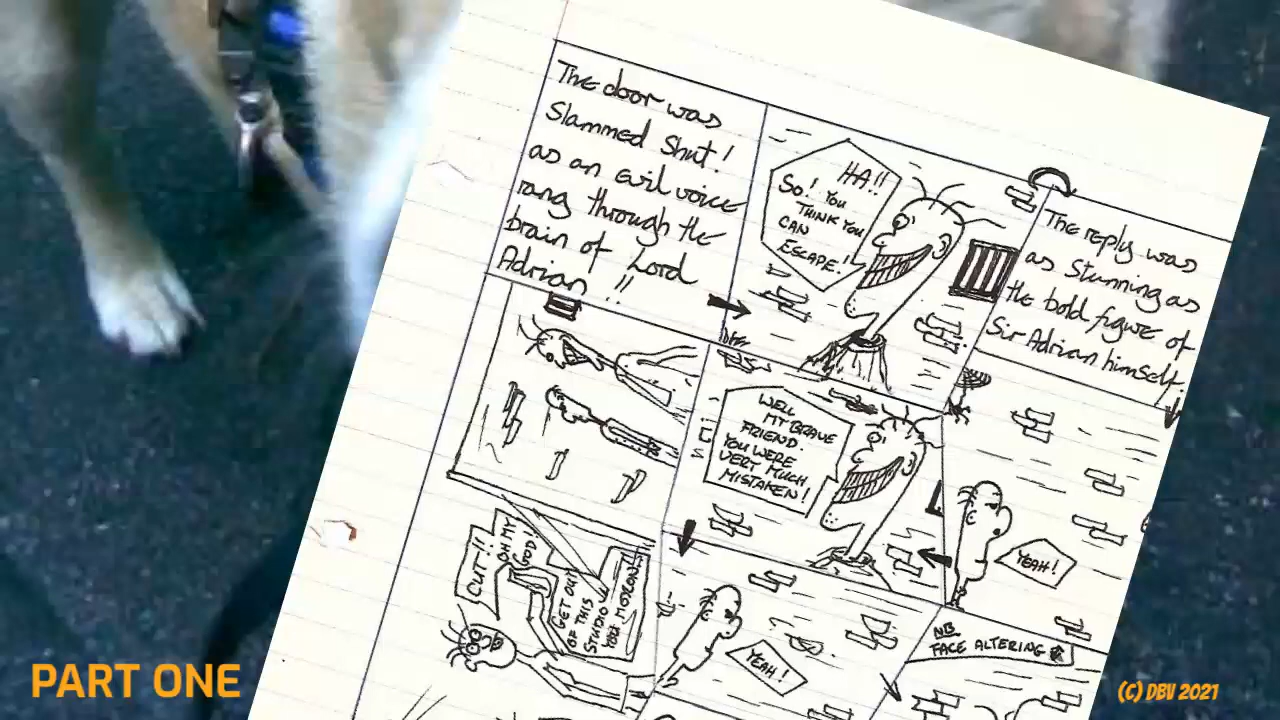 The door was
Slammed Shut!
as an evil voice
rang through the
brain of Lord
Adrian!!
HA!!
So! YOU
THINK YOU
CAN
ESCAPE!
The reply was
as Stunning as
the bold figure of
Sir Adrian himself.
YEAH!
WELL
MY BRAVE
FRIEND.
YOU WERE
VERY MUCH
MISTAKEN!
YEAH!
NB
FACE ALTERING
CUT!!
OH MY
GOD!
GET OUT
OF THIS
STUDIO
YOU MORON!!
PART ONE
(C) DBV 2021